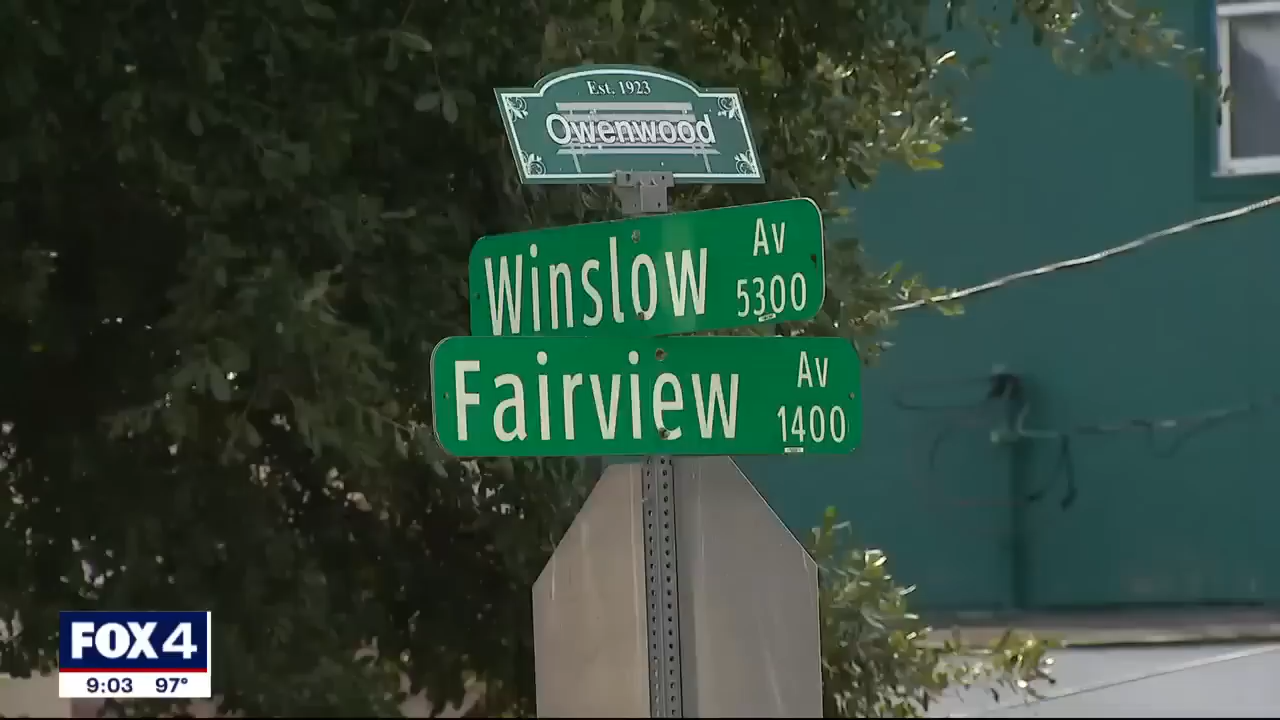 Est. 1923
Owenwood
Winslow Av 5300
Fairview Av 1400
FOX 4
9:03 97°